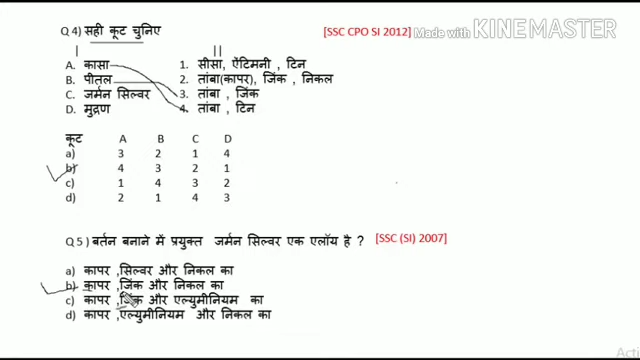 Q 4) सही कूट चुनिए [SSC CPO SI 2012] Made with KINEMASTER
I II
A. कासा 1. सीसा, ऐंटिमनी , टिन
B. पीतल 2. तांबा(कापर), जिंक , निकल
C. जर्मन सिल्वर 3. तांबा , जिंक
D. मुद्रण 4. तांबा , टिन
कूट A B C D
a) 3 2 1 4
b) 4 3 2 1
c) 1 4 3 2
d) 2 1 4 3
Q 5) बर्तन बनाने में प्रयुक्त जर्मन सिल्वर एक एलॉय है ? [SSC (SI) 2007]
a) कापर ,सिल्वर और निकल का
b) कापर ,जिंक और निकल का
c) कापर ,जिंक और एल्युमीनियम का
d) कापर ,एल्युमीनियम और निकल का
Acti